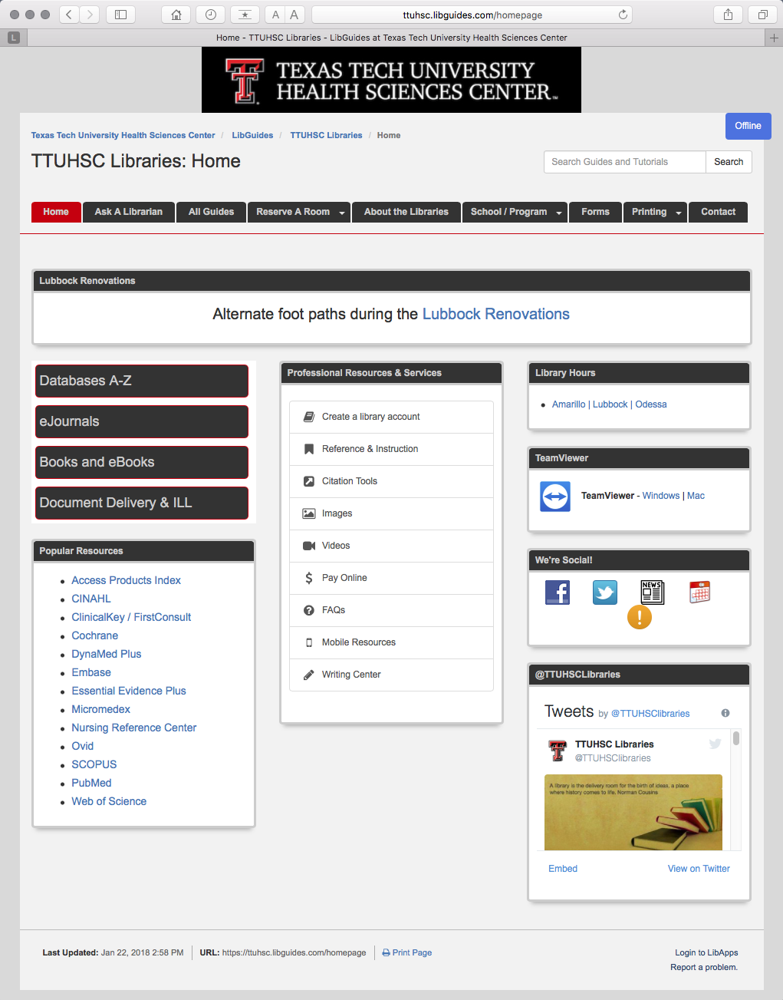 ttuhsc.libguides.com/homepage
L
Home - TTUHSC Libraries - LibGuides at Texas Tech University Health Sciences Center
TEXAS TECH UNIVERSITY
HEALTH SCIENCES CENTER™
Offline
Texas Tech University Health Sciences Center / LibGuides / TTUHSC Libraries / Home
TTUHSC Libraries: Home
Search Guides and Tutorials Search
Home Ask A Librarian All Guides Reserve A Room About the Libraries School / Program Forms Printing Contact
Lubbock Renovations
Alternate foot paths during the Lubbock Renovations
Databases A-Z
eJournals
Books and eBooks
Document Delivery & ILL
Popular Resources
Access Products Index
CINAHL
ClinicalKey / FirstConsult
Cochrane
DynaMed Plus
Embase
Essential Evidence Plus
Micromedex
Nursing Reference Center
Ovid
SCOPUS
PubMed
Web of Science
Professional Resources & Services
Create a library account
Reference & Instruction
Citation Tools
Images
Videos
Pay Online
FAQs
Mobile Resources
Writing Center
Library Hours
Amarillo | Lubbock | Odessa
TeamViewer
TeamViewer - Windows | Mac
We're Social!
NEWS
@TTUHSCLibraries
Tweets by @TTUHSClibraries
TTUHSC Libraries
@TTUHSClibraries
A library is the delivery room for the birth of ideas, a place
where history comes to life. Norman Cousins
Embed View on Twitter
Last Updated: Jan 22, 2018 2:58 PM URL: https://ttuhsc.libguides.com/homepage Print Page
Login to LibApps
Report a problem.